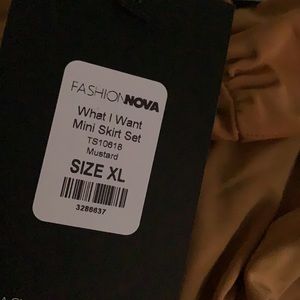 FASHIONNOVA
What I Want
Mini Skirt Set
TS10618
Mustard
SIZE XL
3286637